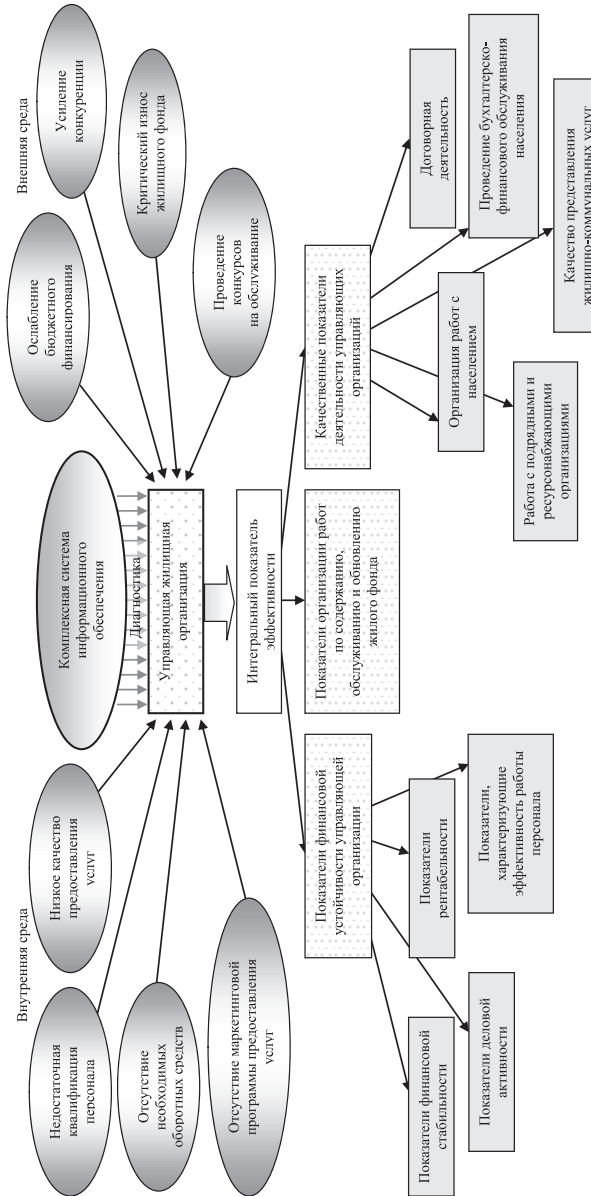 Внутренняя среда
Внешняя среда
Недостаточная
квалификация
персонала
Низкое качество
предоставления
услуг
Отсутствие
необходимых
оборотных средств
Отсутствие маркетинговой
программы предоставления
услуг
Комплексная система
информационного
обеспечения
Диагностика
Управляющая жилищная
организация
Ослабление
бюджетного
финансирования
Усиление
конкуренции
Критический износ
жилищного фонда
Проведение
конкурсов
на обслуживание
Интегральный показатель
эффективности
Показатели финансовой
устойчивости управляющей
организации
Показатели организации работ
по содержанию,
обслуживанию и обновлению
жилого фонда
Качественные показатели
деятельности управляющих
организаций
Показатели финансовой
стабильности
Показатели
рентабельности
Показатели деловой
активности
Показатели,
характеризующие
эффективность работы
персонала
Организация работ с
населением
Договорная
деятельность
Работа с подрядными и
ресурсонабжающими
организациями
Проведение бухгалтерско-
финансового обслуживания
населения
Качество представления
жилищно-коммунальных услуг